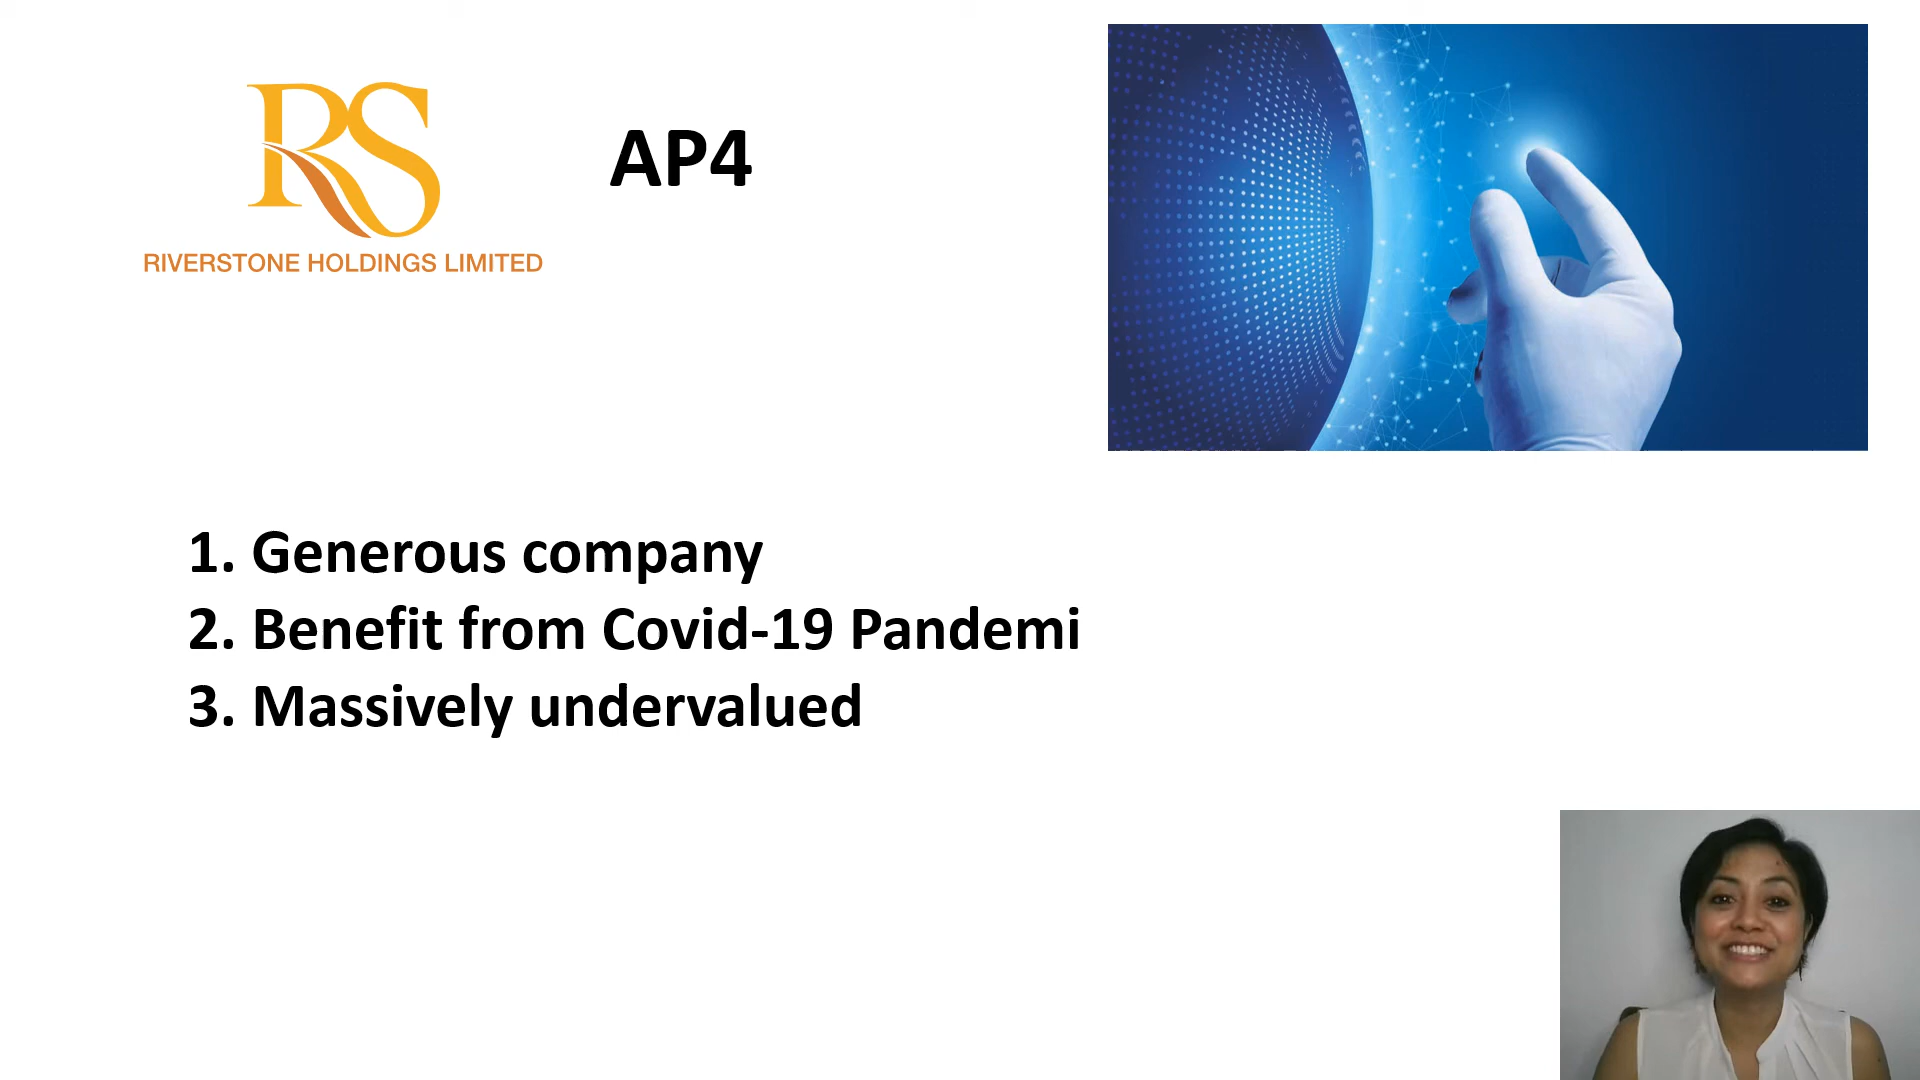 RS
AP4
RIVERSTONE HOLDINGS LIMITED
1. Generous company
2. Benefit from Covid-19 Pandemi
3. Massively undervalued